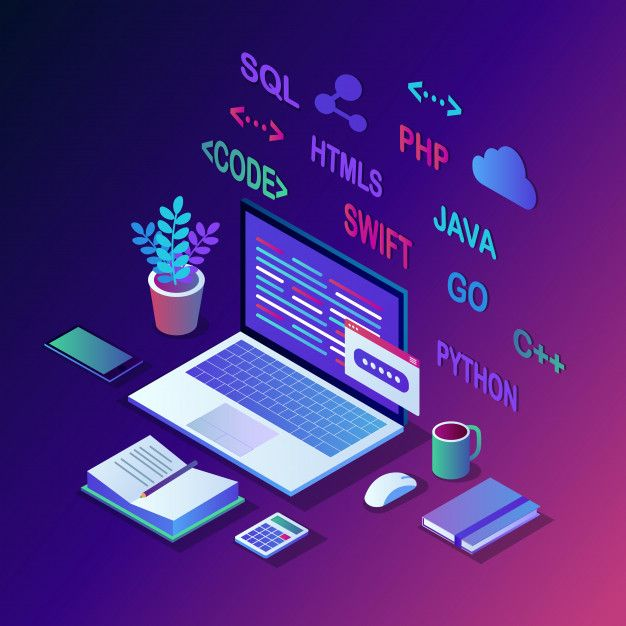 SQL
<....>
<....>
PHP
HTMLS
<CODE>
SWIFT
JAVA
GO
C++
PYTHON